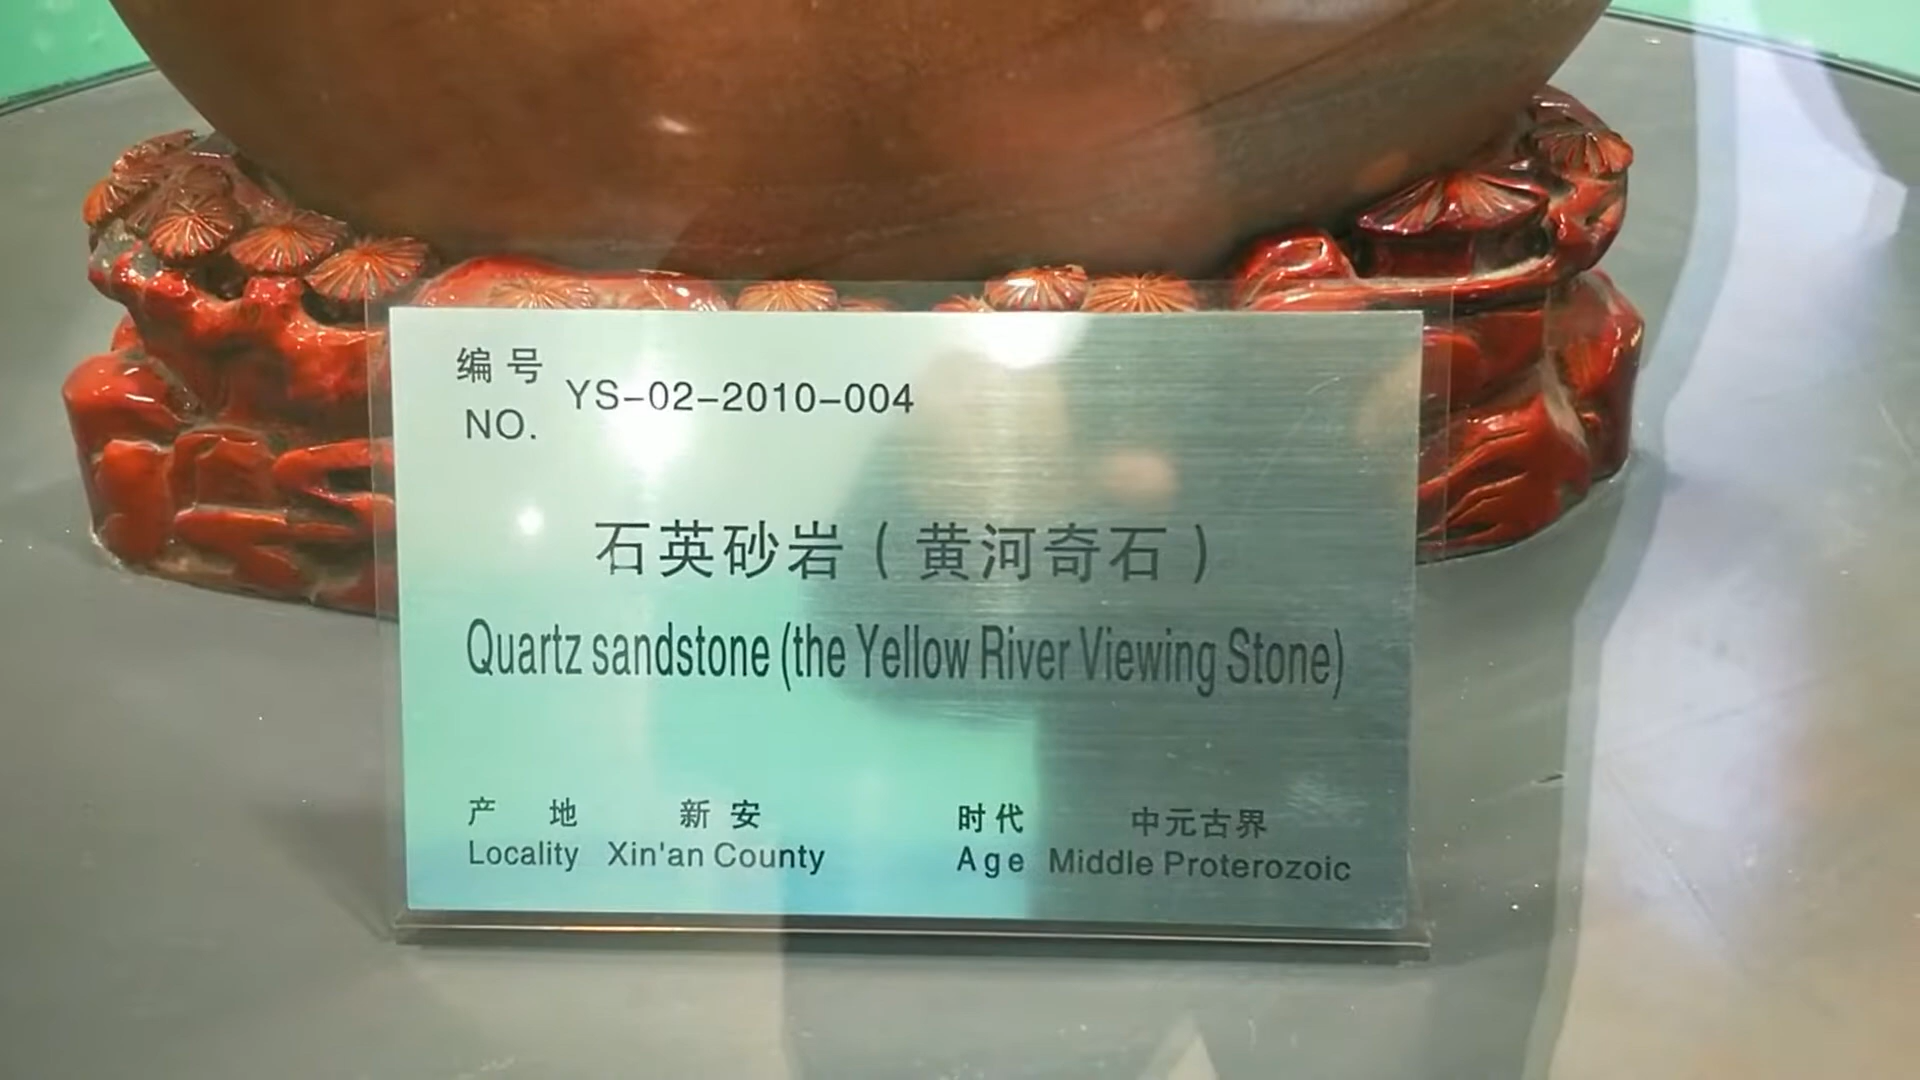 编号
NO.
YS-02-2010-004
石英砂岩（黄河奇石）
Quartz sandstone (the Yellow River Viewing Stone)
产地 新安 时代 中元古界
Locality Xin'an County Age Middle Proterozoic